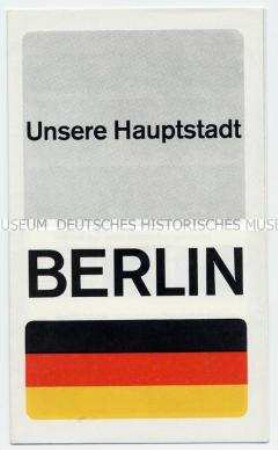 Unsere Hauptstadt
USEUM DEUTSCHES HISTORISCHES MUSE
BERLIN